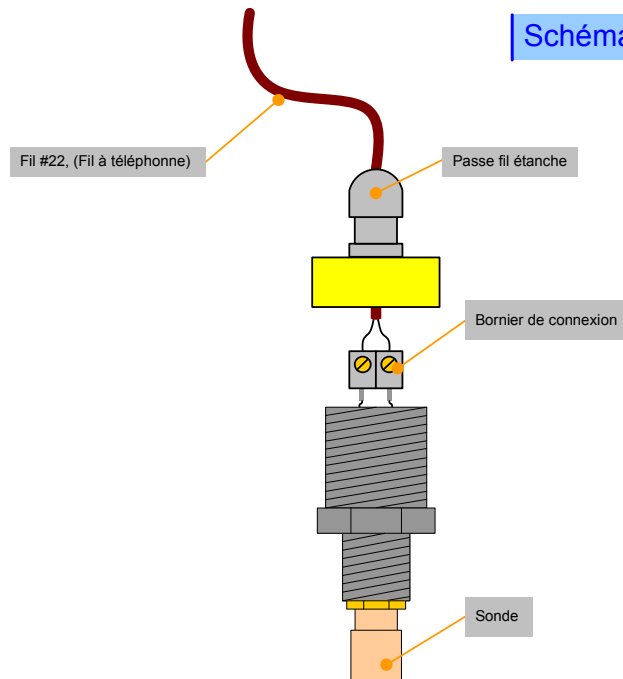 Schéma
Fil #22, (Fil à téléphonne)
Passe fil étanche
Bornier de connexion
Sonde